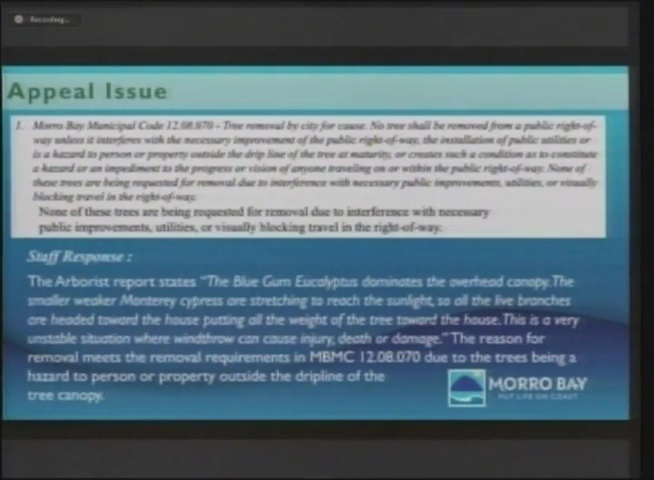 Recording...
Appeal Issue
1. Morro Bay Municipal Code 12.08.070 - Tree removal by city for cause. No tree shall be removed from a public right-of-
way unless it interferes with the necessary improvement of the public right-of-way, the installation of public utilities or
is a hazard to person or property outside the drip line of the tree at maturity, or creates such a condition as to constitute
a hazard or an impediment to the progress or vision of anyone traveling on or within the public right-of-way. None of
these trees are being requested for removal due to interference with necessary public improvements, utilities, or visually
blocking travel in the right-of-way.
None of these trees are being requested for removal due to interference with necessary
public improvements, utilities, or visually blocking travel in the right-of-way.
Staff Response :
The Arborist report states "The Blue Gum Eucalyptus dominates the overhead canopy. The
smaller weaker Monterey cypress are stretching to reach the sunlight, so all the live branches
are headed toward the house putting all the weight of the tree toward the house. This is a very
unstable situation where windthrow can cause injury, death or damage." The reason for
removal meets the removal requirements in MBMC 12.08.070 due to the trees being a
hazard to person or property outside the dripline of the
tree canopy.
MORRO BAY
PUT LIFE ON COAST